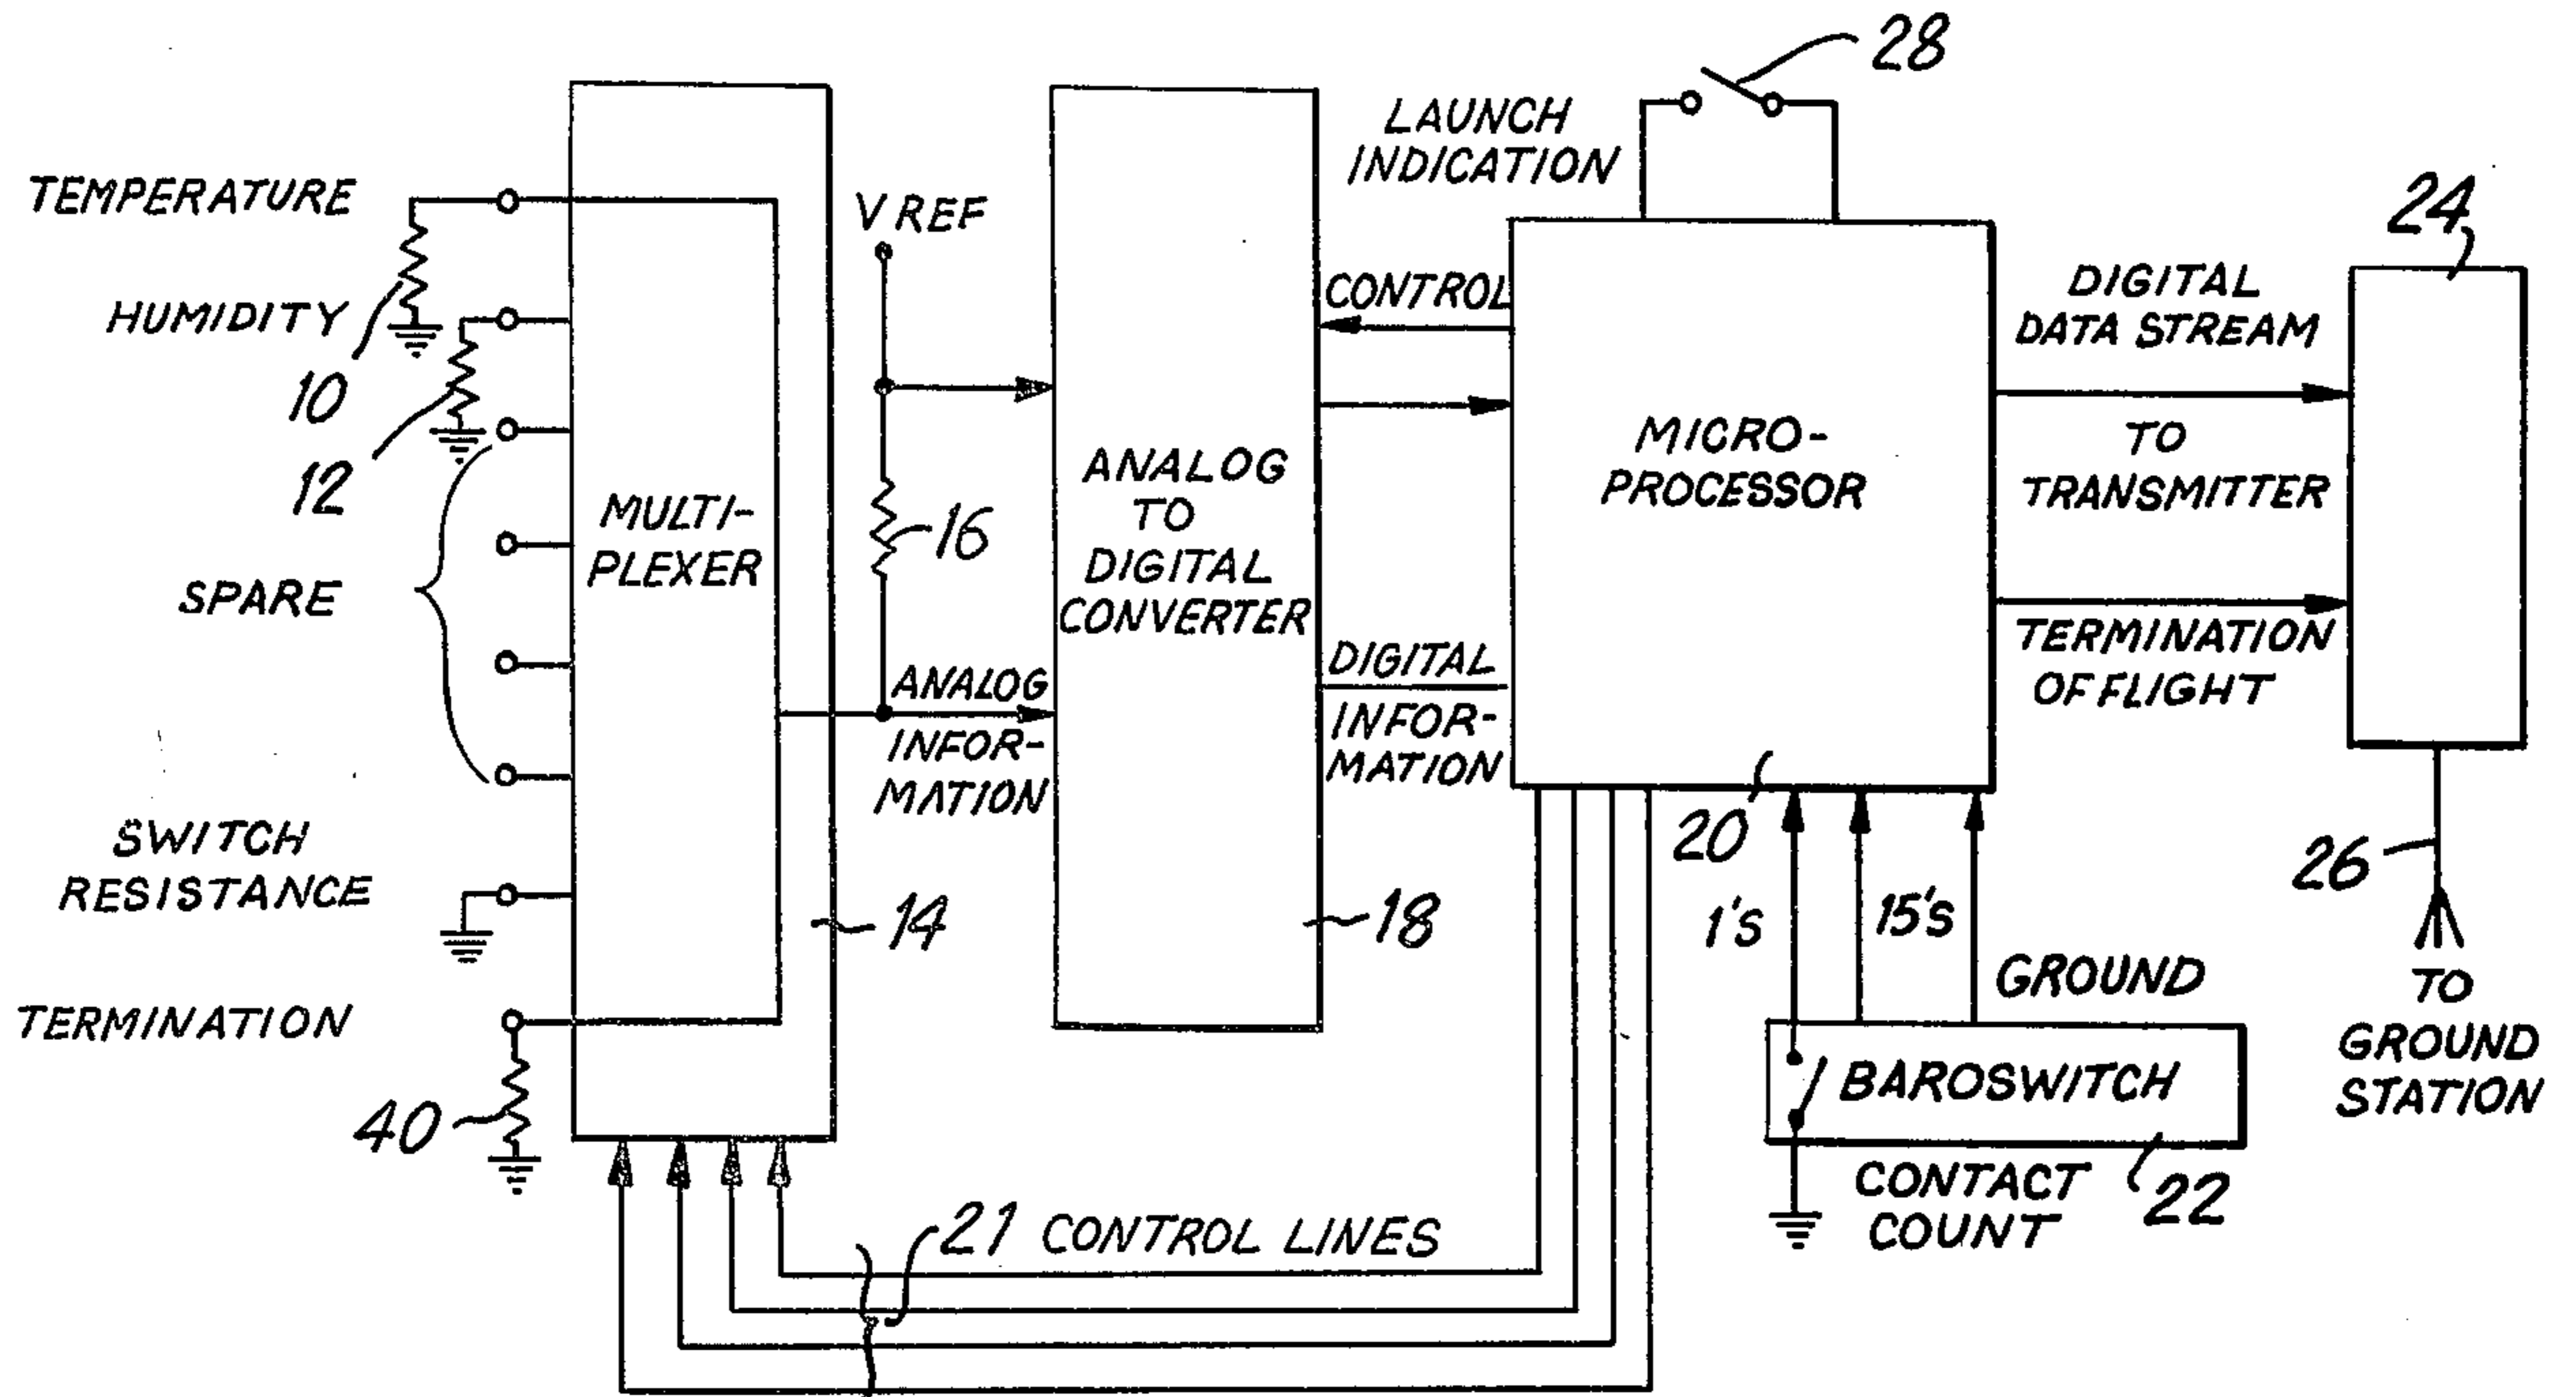 28
LAUNCH
INDICATION
24
TEMPERATURE
V REF
CONTROL
DIGITAL
DATA STREAM
HUMIDITY
10
12
TO
TRANSMITTER
MICRO-
PROCESSOR
ANALOG
TO
DIGITAL
CONVERTER
MULTI-
PLEXER
16
SPARE
TERMINATION
OF FLIGHT
ANALOG
INFOR-
MATION
DIGITAL
INFOR-
MATION
SWITCH
RESISTANCE
14
18
20
1'S
15'S
GROUND
26
TO
GROUND
STATION
TERMINATION
40
BAROSWITCH
CONTACT
COUNT
22
21 CONTROL LINES